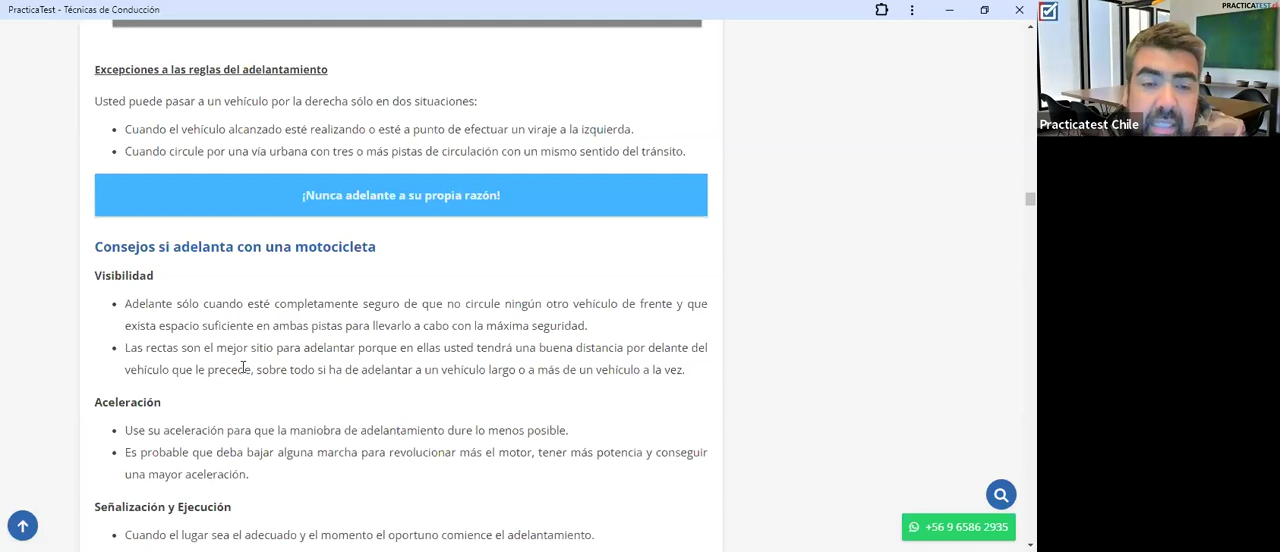 PracticaTest - Técnicas de Conducción
PRACTICATEST
Practicatest Chile
Excepciones a las reglas del adelantamiento
Usted puede pasar a un vehículo por la derecha sólo en dos situaciones:
• Cuando el vehículo alcanzado esté realizando o esté a punto de efectuar un viraje a la izquierda.
• Cuando circule por una vía urbana con tres o más pistas de circulación con un mismo sentido del tránsito.
¡Nunca adelante a su propia razón!
Consejos si adelanta con una motocicleta
Visibilidad
• Adelante sólo cuando esté completamente seguro de que no circule ningún otro vehículo de frente y que
exista espacio suficiente en ambas pistas para llevarlo a cabo con la máxima seguridad.
• Las rectas son el mejor sitio para adelantar porque en ellas usted tendrá una buena distancia por delante del
vehículo que le precede, sobre todo si ha de adelantar a un vehículo largo o a más de un vehículo a la vez.
Aceleración
• Use su aceleración para que la maniobra de adelantamiento dure lo menos posible.
• Es probable que deba bajar alguna marcha para revolucionar más el motor, tener más potencia y conseguir
una mayor aceleración.
Señalización y Ejecución
• Cuando el lugar sea el adecuado y el momento el oportuno comience el adelantamiento.
+56 9 6586 2935